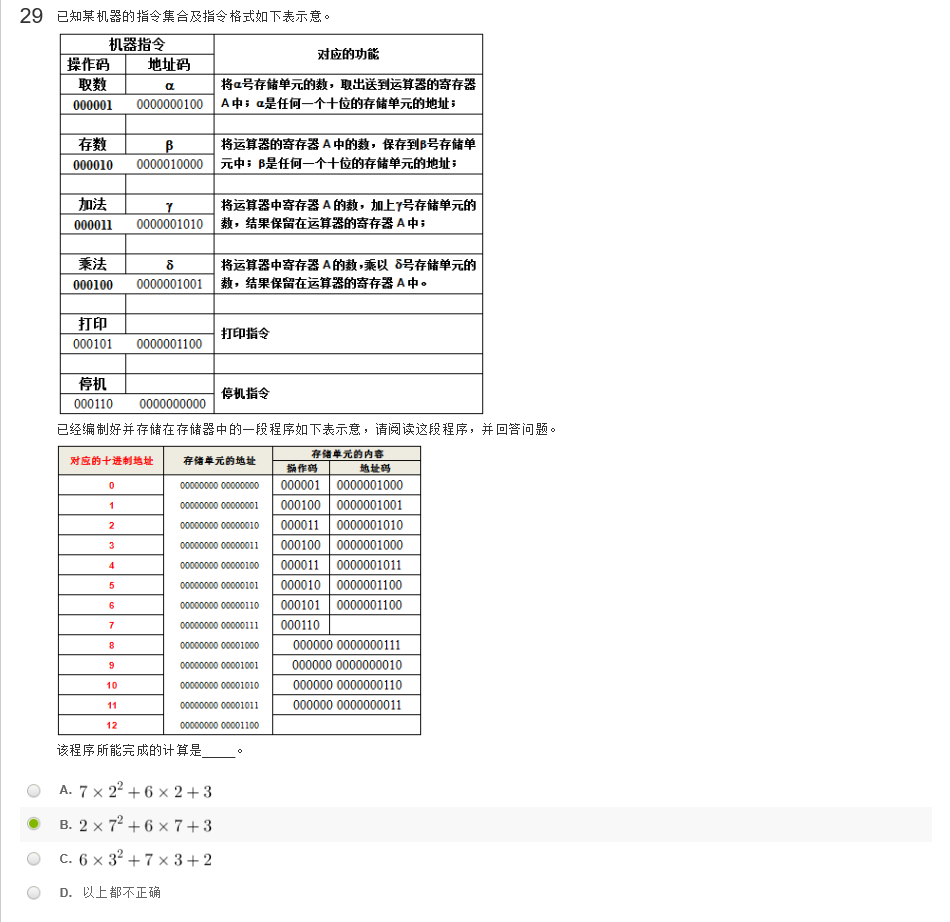 29 已知某机器的指令集合及指令格式如下表示意。
机器指令 对应的功能
操作码 地址码
取数 α 将α号存储单元的数，取出送到运算器的寄存器
000001 0000000100 A中；α是任何一个十位的存储单元的地址；
存数 β 将运算器的寄存器A中的数，保存到β号存储单
000010 0000010000 元中；β是任何一个十位的存储单元的地址；
加法 γ 将运算器中寄存器A的数，加上γ号存储单元的
000011 0000001010 数，结果保留在运算器的寄存器A中；
乘法 δ 将运算器中寄存器A的数，乘以 δ号存储单元的
000100 0000001001 数，结果保留在运算器的寄存器A中。
打印 打印指令
000101 0000001100
停机 停机指令
000110 0000000000
已经编制好并存储在存储器中的一段程序如下表示意，请阅读这段程序，并回答问题。
对应的十进制地址 存储单元的地址 存储单元的内容
操作码 地址码
0 00000000 00000000 000001 0000001000
1 00000000 00000001 000100 0000001001
2 00000000 00000010 000011 0000001010
3 00000000 00000011 000100 0000001000
4 00000000 00000100 000011 0000001011
5 00000000 00000101 000010 0000001100
6 00000000 00000110 000101 0000001100
7 00000000 00000111 000110
8 00000000 00001000 000000 0000000111
9 00000000 00001001 000000 0000000010
10 00000000 00001010 000000 0000000110
11 00000000 00001011 000000 0000000011
12 00000000 00001100
该程序所能完成的计算是_____。
A. 7 × 2² + 6 × 2 + 3
B. 2 × 7² + 6 × 7 + 3
C. 6 × 3² + 7 × 3 + 2
D. 以上都不正确